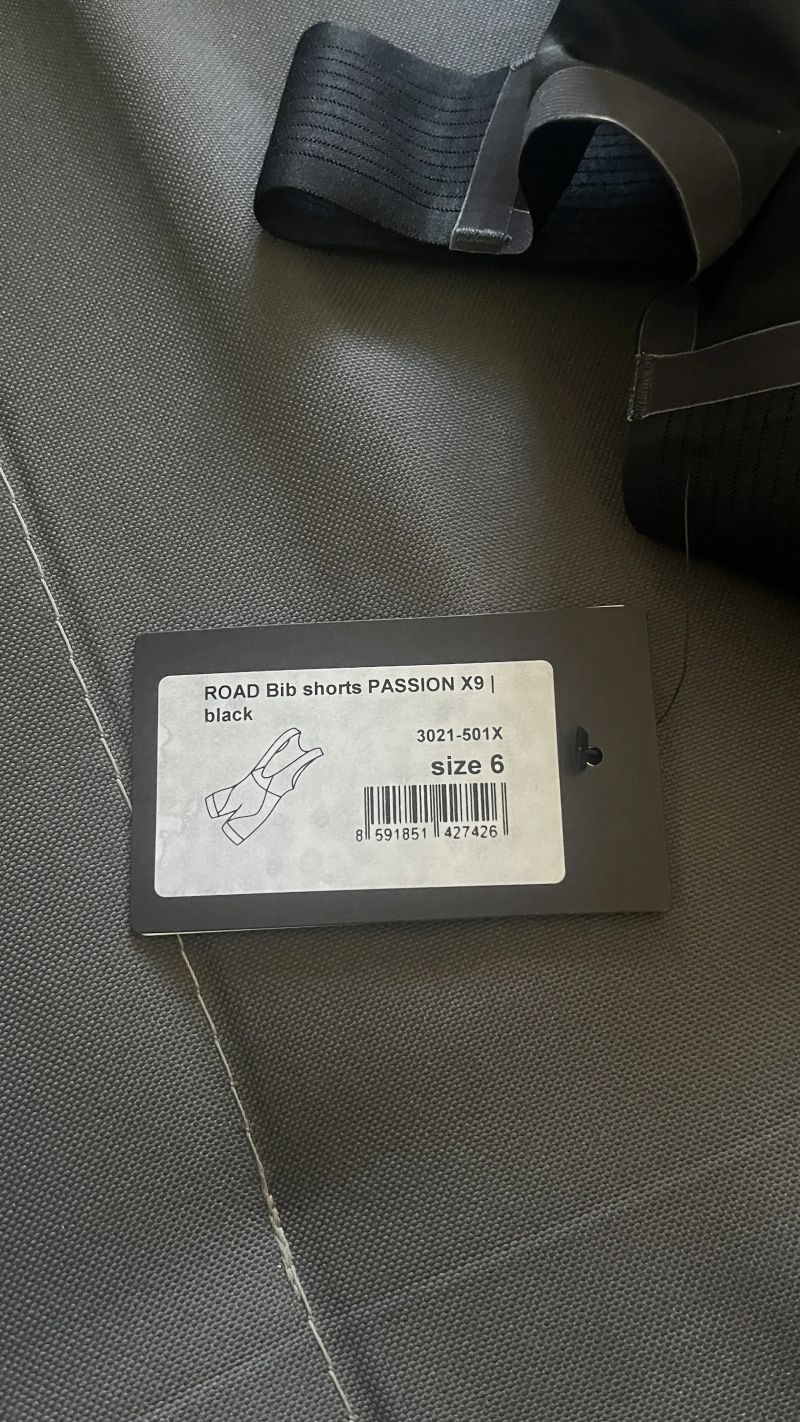 ROAD Bib shorts PASSION X9 |
black
3021-501X
size 6
8 591851 427426